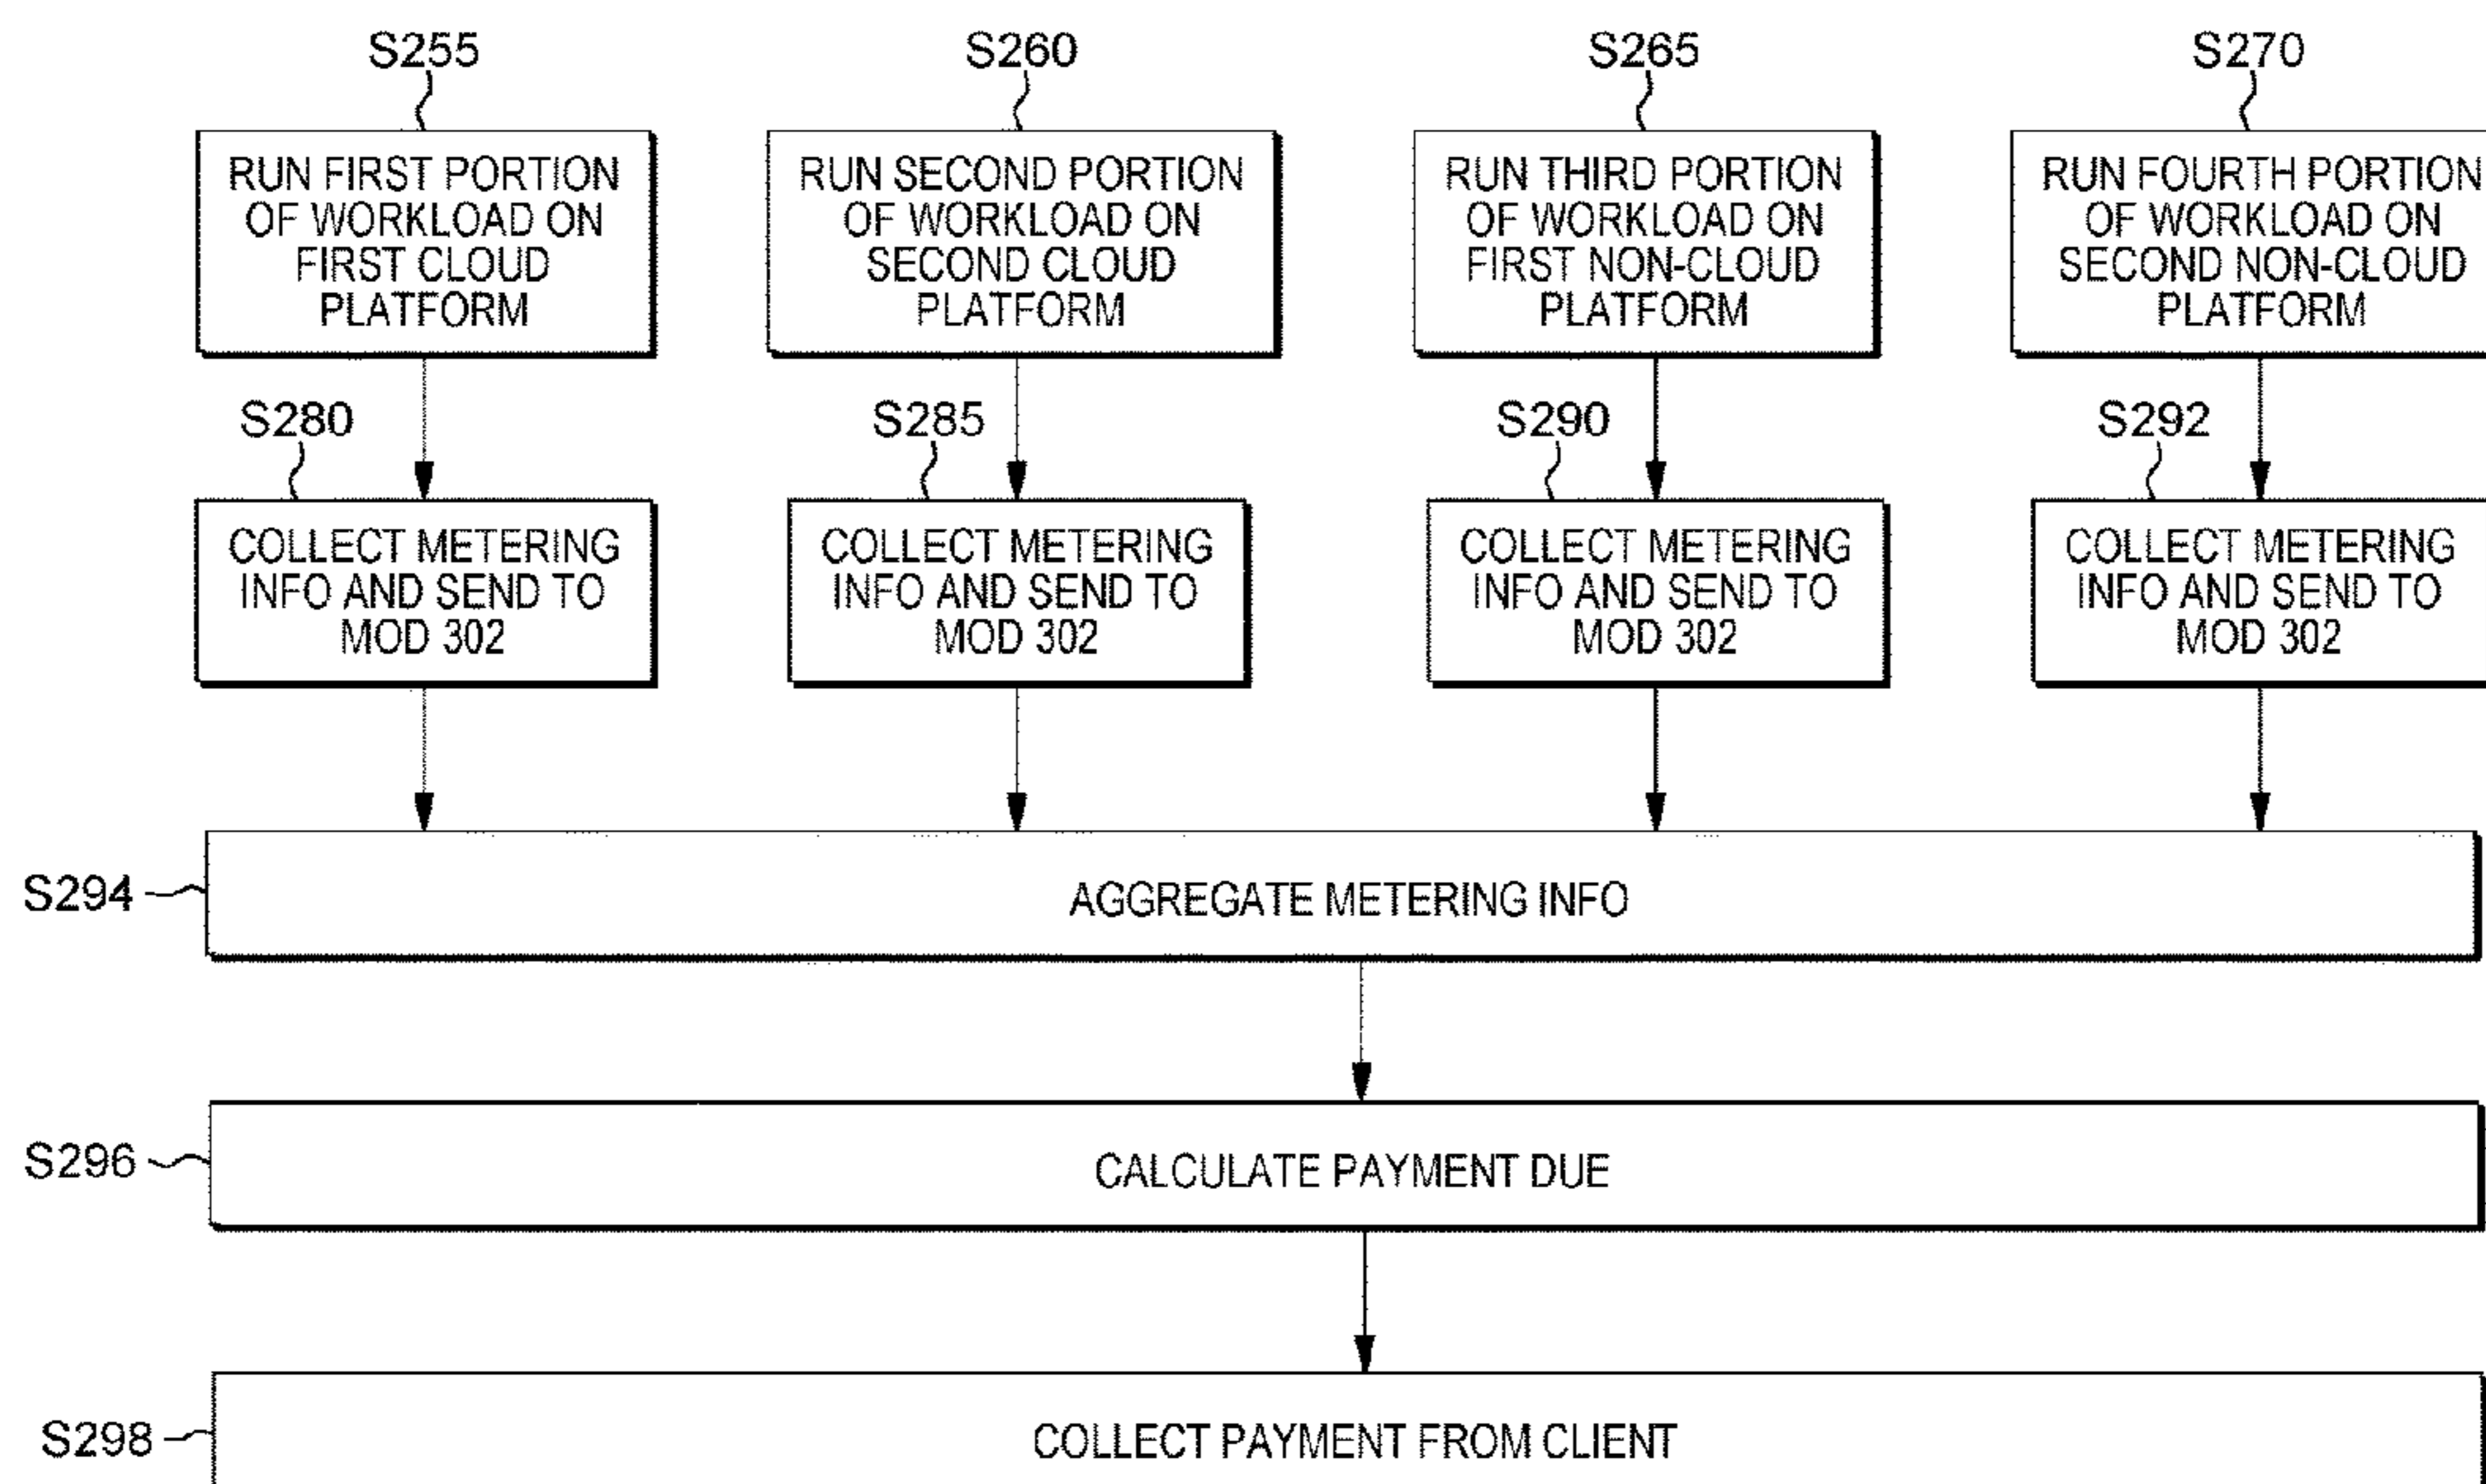 S255
S260
S265
S270
RUN FIRST PORTION
OF WORKLOAD ON
FIRST CLOUD
PLATFORM
RUN SECOND PORTION
OF WORKLOAD ON
SECOND CLOUD
PLATFORM
RUN THIRD PORTION
OF WORKLOAD ON
FIRST NON-CLOUD
PLATFORM
RUN FOURTH PORTION
OF WORKLOAD ON
SECOND NON-CLOUD
PLATFORM
S280
S285
S290
S292
COLLECT METERING
INFO AND SEND TO
MOD 302
COLLECT METERING
INFO AND SEND TO
MOD 302
COLLECT METERING
INFO AND SEND TO
MOD 302
COLLECT METERING
INFO AND SEND TO
MOD 302
S294
AGGREGATE METERING INFO
S296
CALCULATE PAYMENT DUE
S298
COLLECT PAYMENT FROM CLIENT